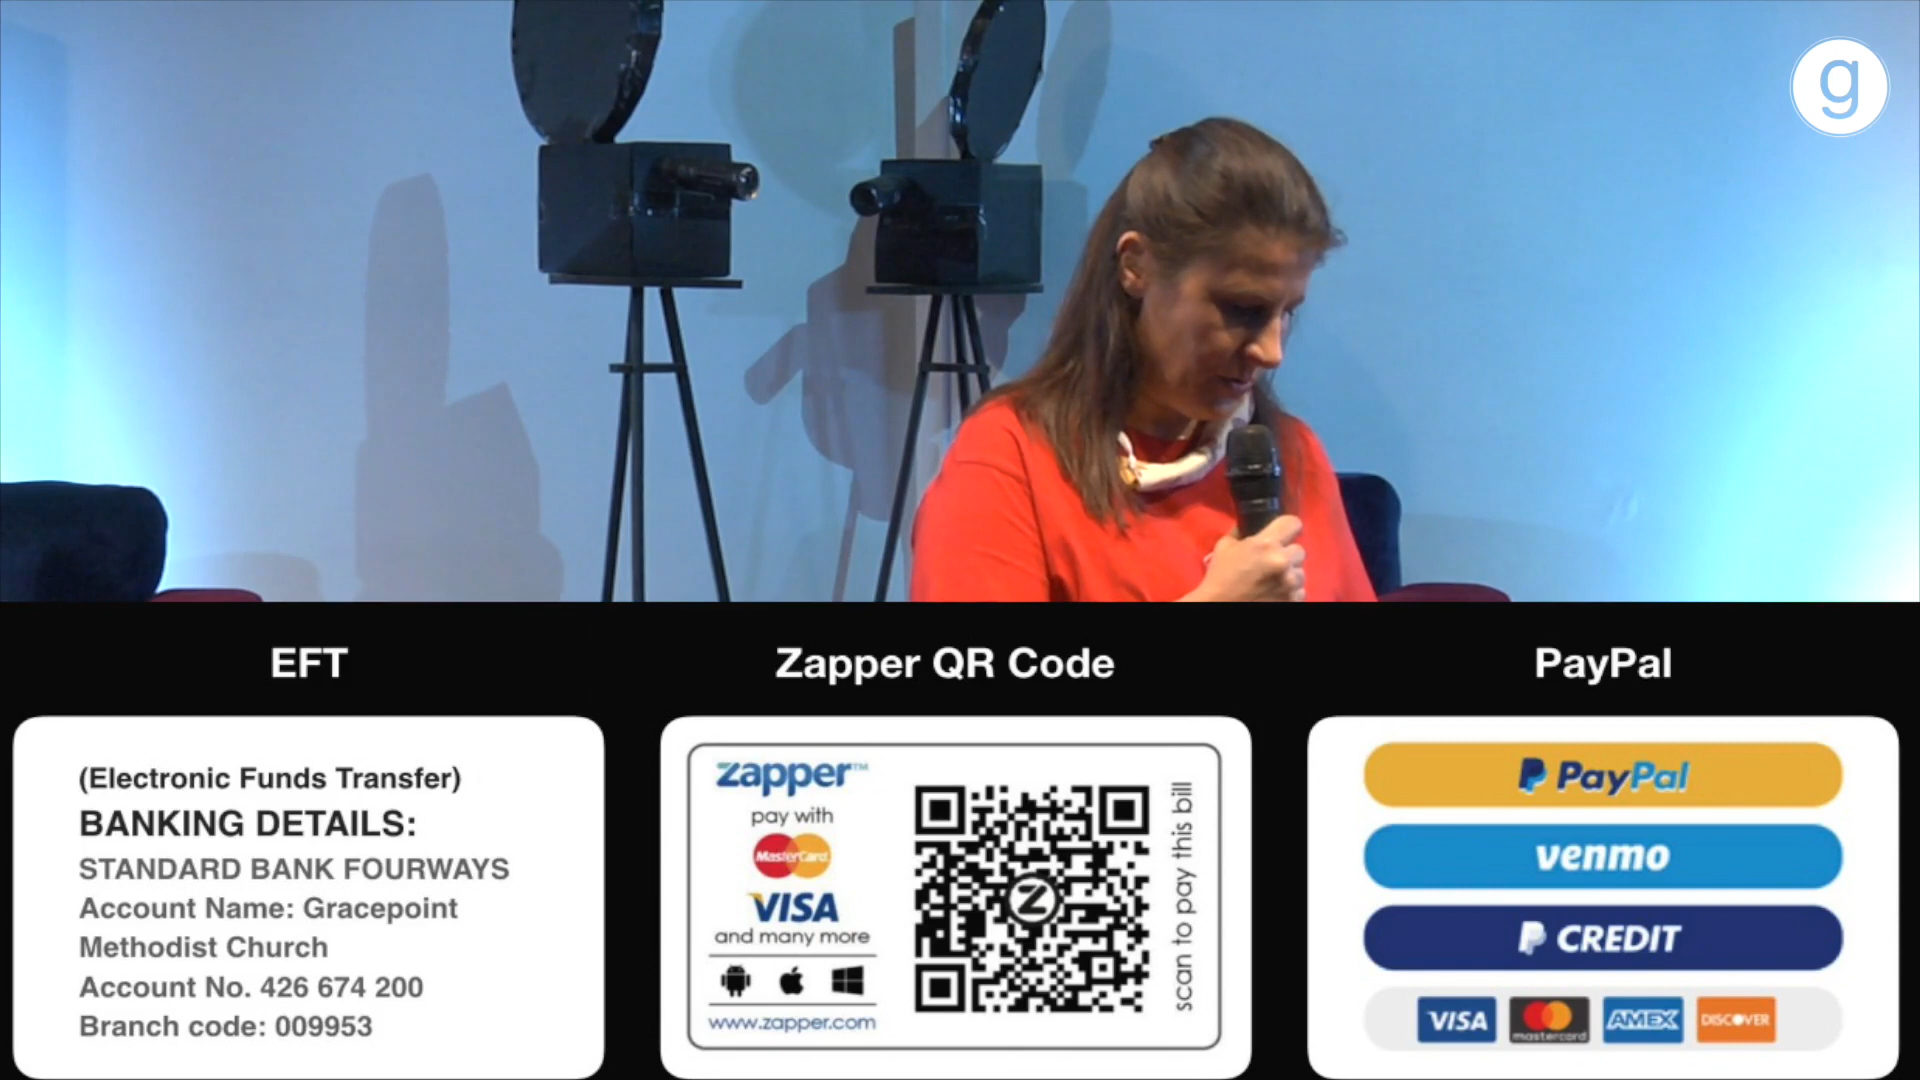 g
EFT
(Electronic Funds Transfer)
BANKING DETAILS:
STANDARD BANK FOURWAYS
Account Name: Gracepoint
Methodist Church
Account No. 426 674 200
Branch code: 009953
Zapper QR Code
zapper™
pay with
MasterCard
VISA
and many more
www.zapper.com
Z
scan to pay this bill
PayPal
PayPal
venmo
P CREDIT
VISA
mastercard
AMEX
DISCOVER